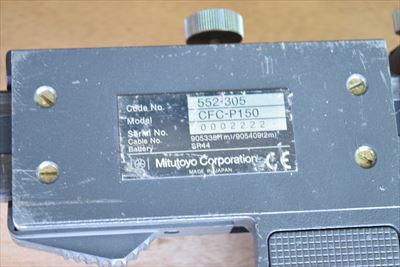 Code No. 552-305
Model CFC-P150
Serial No. 0002222
Cable No. 905338(1m)/905409(2m)
Battery SR44
Mitutoyo Corporation CE
MADE IN JAPAN